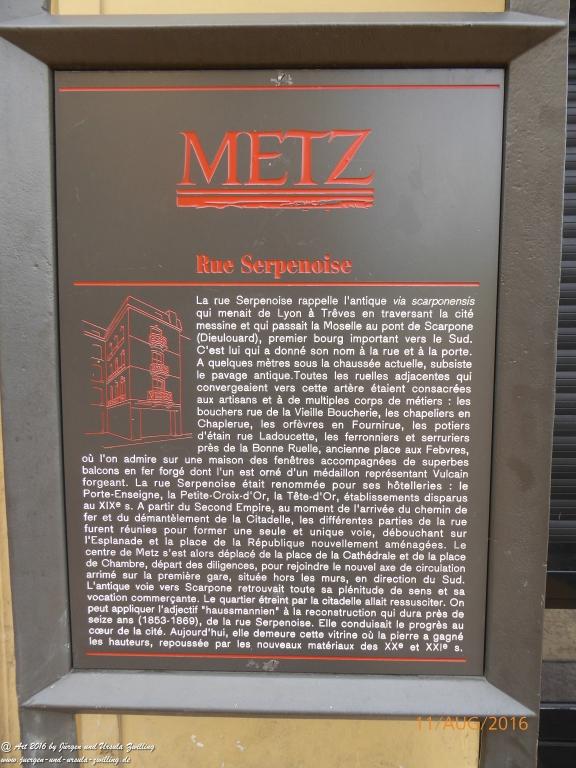 METZ
Rue Serpenoise
La rue Serpenoise rappelle l'antique via scarponensis
qui menait de Lyon à Trêves en traversant la cité
messine et qui passait la Moselle au pont de Scarpone
(Dieulouard), premier bourg important vers le Sud.
C'est lui qui a donné son nom à la rue et à la porte.
A quelques mètres sous la chaussée actuelle, subsiste
le pavage antique.Toutes les ruelles adjacentes qui
convergeaient vers cette artère étaient consacrées
aux artisans et à de multiples corps de métiers : les
bouchers rue de la Vieille Boucherie, les chapeliers en
Chaplerue, les orfèvres en Fournirue, les potiers
d'étain rue Ladoucette, les ferronniers et serruriers
près de la Bonne Ruelle, ancienne place aux Febvres,
où l'on admire sur une maison des fenêtres accompagnées de superbes
balcons en fer forgé dont l'un est orné d'un médaillon représentant Vulcain
forgeant. La rue Serpenoise était renommée pour ses hôtelleries : le
Porte-Enseigne, la Petite-Croix-d'Or, la Tête-d'Or, établissements disparus
au XIXe s. A partir du Second Empire, au moment de l'arrivée du chemin de
fer et du démantèlement de la Citadelle, les différentes parties de la rue
furent réunies pour former une seule et unique voie, débouchant sur
l'Esplanade et la place de la République nouvellement aménagées. Le
centre de Metz s'est alors déplacé de la place de la Cathédrale et de la place
de Chambre, départ des diligences, pour rejoindre le nouvel axe de circulation
arrimé sur la première gare, située hors les murs, en direction du Sud.
L'antique voie vers Scarpone retrouvait toute sa plénitude de sens et sa
vocation commerçante. Le quartier étreint par la citadelle allait ressusciter. On
peut appliquer l'adjectif "haussmannien" à la reconstruction qui dura près de
seize ans (1853-1869), de la rue Serpenoise. Elle conduisait le progrès au
cœur de la cité. Aujourd'hui, elle demeure cette vitrine où la pierre a gagné
les hauteurs, repoussée par les nouveaux matériaux des XXe et XXIe s.
11/AUG/2016
@ Art 2016 by Jürgen und Ursula Zwilling
www.juergen-und-ursula-zwilling.de